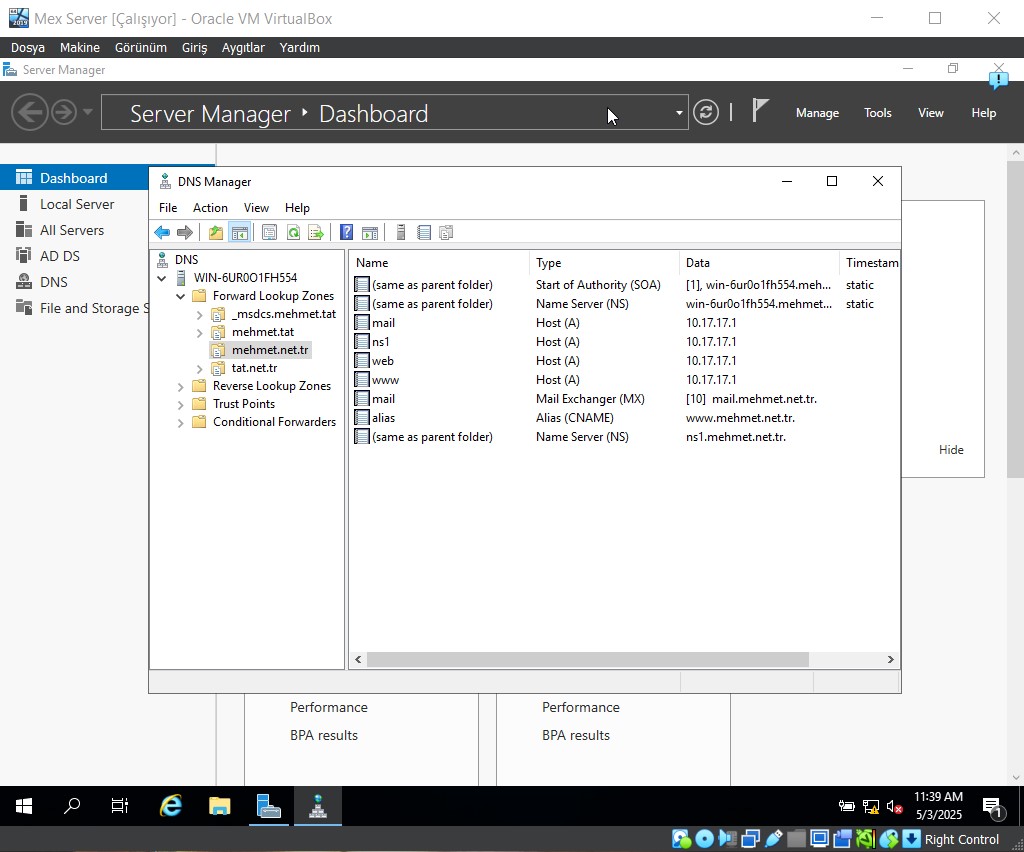 Mex Server [Çalışıyor] - Oracle VM VirtualBox
Dosya Makine Görünüm Giriş Aygıtlar Yardım
Server Manager
Server Manager ‣ Dashboard
Manage Tools View Help
Dashboard
Local Server
All Servers
AD DS
DNS
File and Storage S
DNS Manager
File Action View Help
DNS
WIN-6UR0O1FH554
Forward Lookup Zones
_msdcs.mehmet.tat
mehmet.tat
mehmet.net.tr
tat.net.tr
Reverse Lookup Zones
Trust Points
Conditional Forwarders
Name Type Data Timestam
(same as parent folder) Start of Authority (SOA) [1], win-6ur0o1fh554.meh... static
(same as parent folder) Name Server (NS) win-6ur0o1fh554.mehmet... static
mail Host (A) 10.17.17.1
ns1 Host (A) 10.17.17.1
web Host (A) 10.17.17.1
www Host (A) 10.17.17.1
mail Mail Exchanger (MX) [10] mail.mehmet.net.tr.
alias Alias (CNAME) www.mehmet.net.tr.
(same as parent folder) Name Server (NS) ns1.mehmet.net.tr.
Hide
Performance Performance
BPA results BPA results
11:39 AM
5/3/2025
1
Right Control